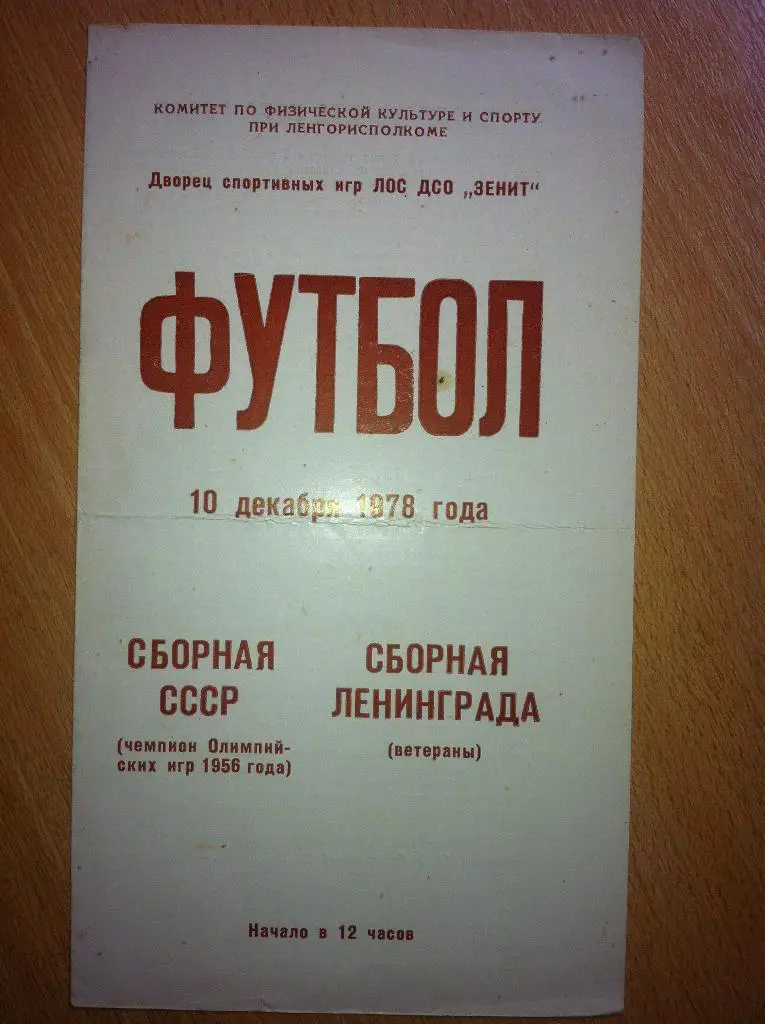 КОМИТЕТ ПО ФИЗИЧЕСКОЙ КУЛЬТУРЕ И СПОРТУ
ПРИ ЛЕНГОРИСПОЛКОМЕ
Дворец спортивных игр ЛОС ДСО „ЗЕНИТ“
ФУТБОЛ
10 декабря 1978 года
СБОРНАЯ
СССР
(чемпион Олимпий-
ских игр 1956 года)
СБОРНАЯ
ЛЕНИНГРАДА
(ветераны)
Начало в 12 часов